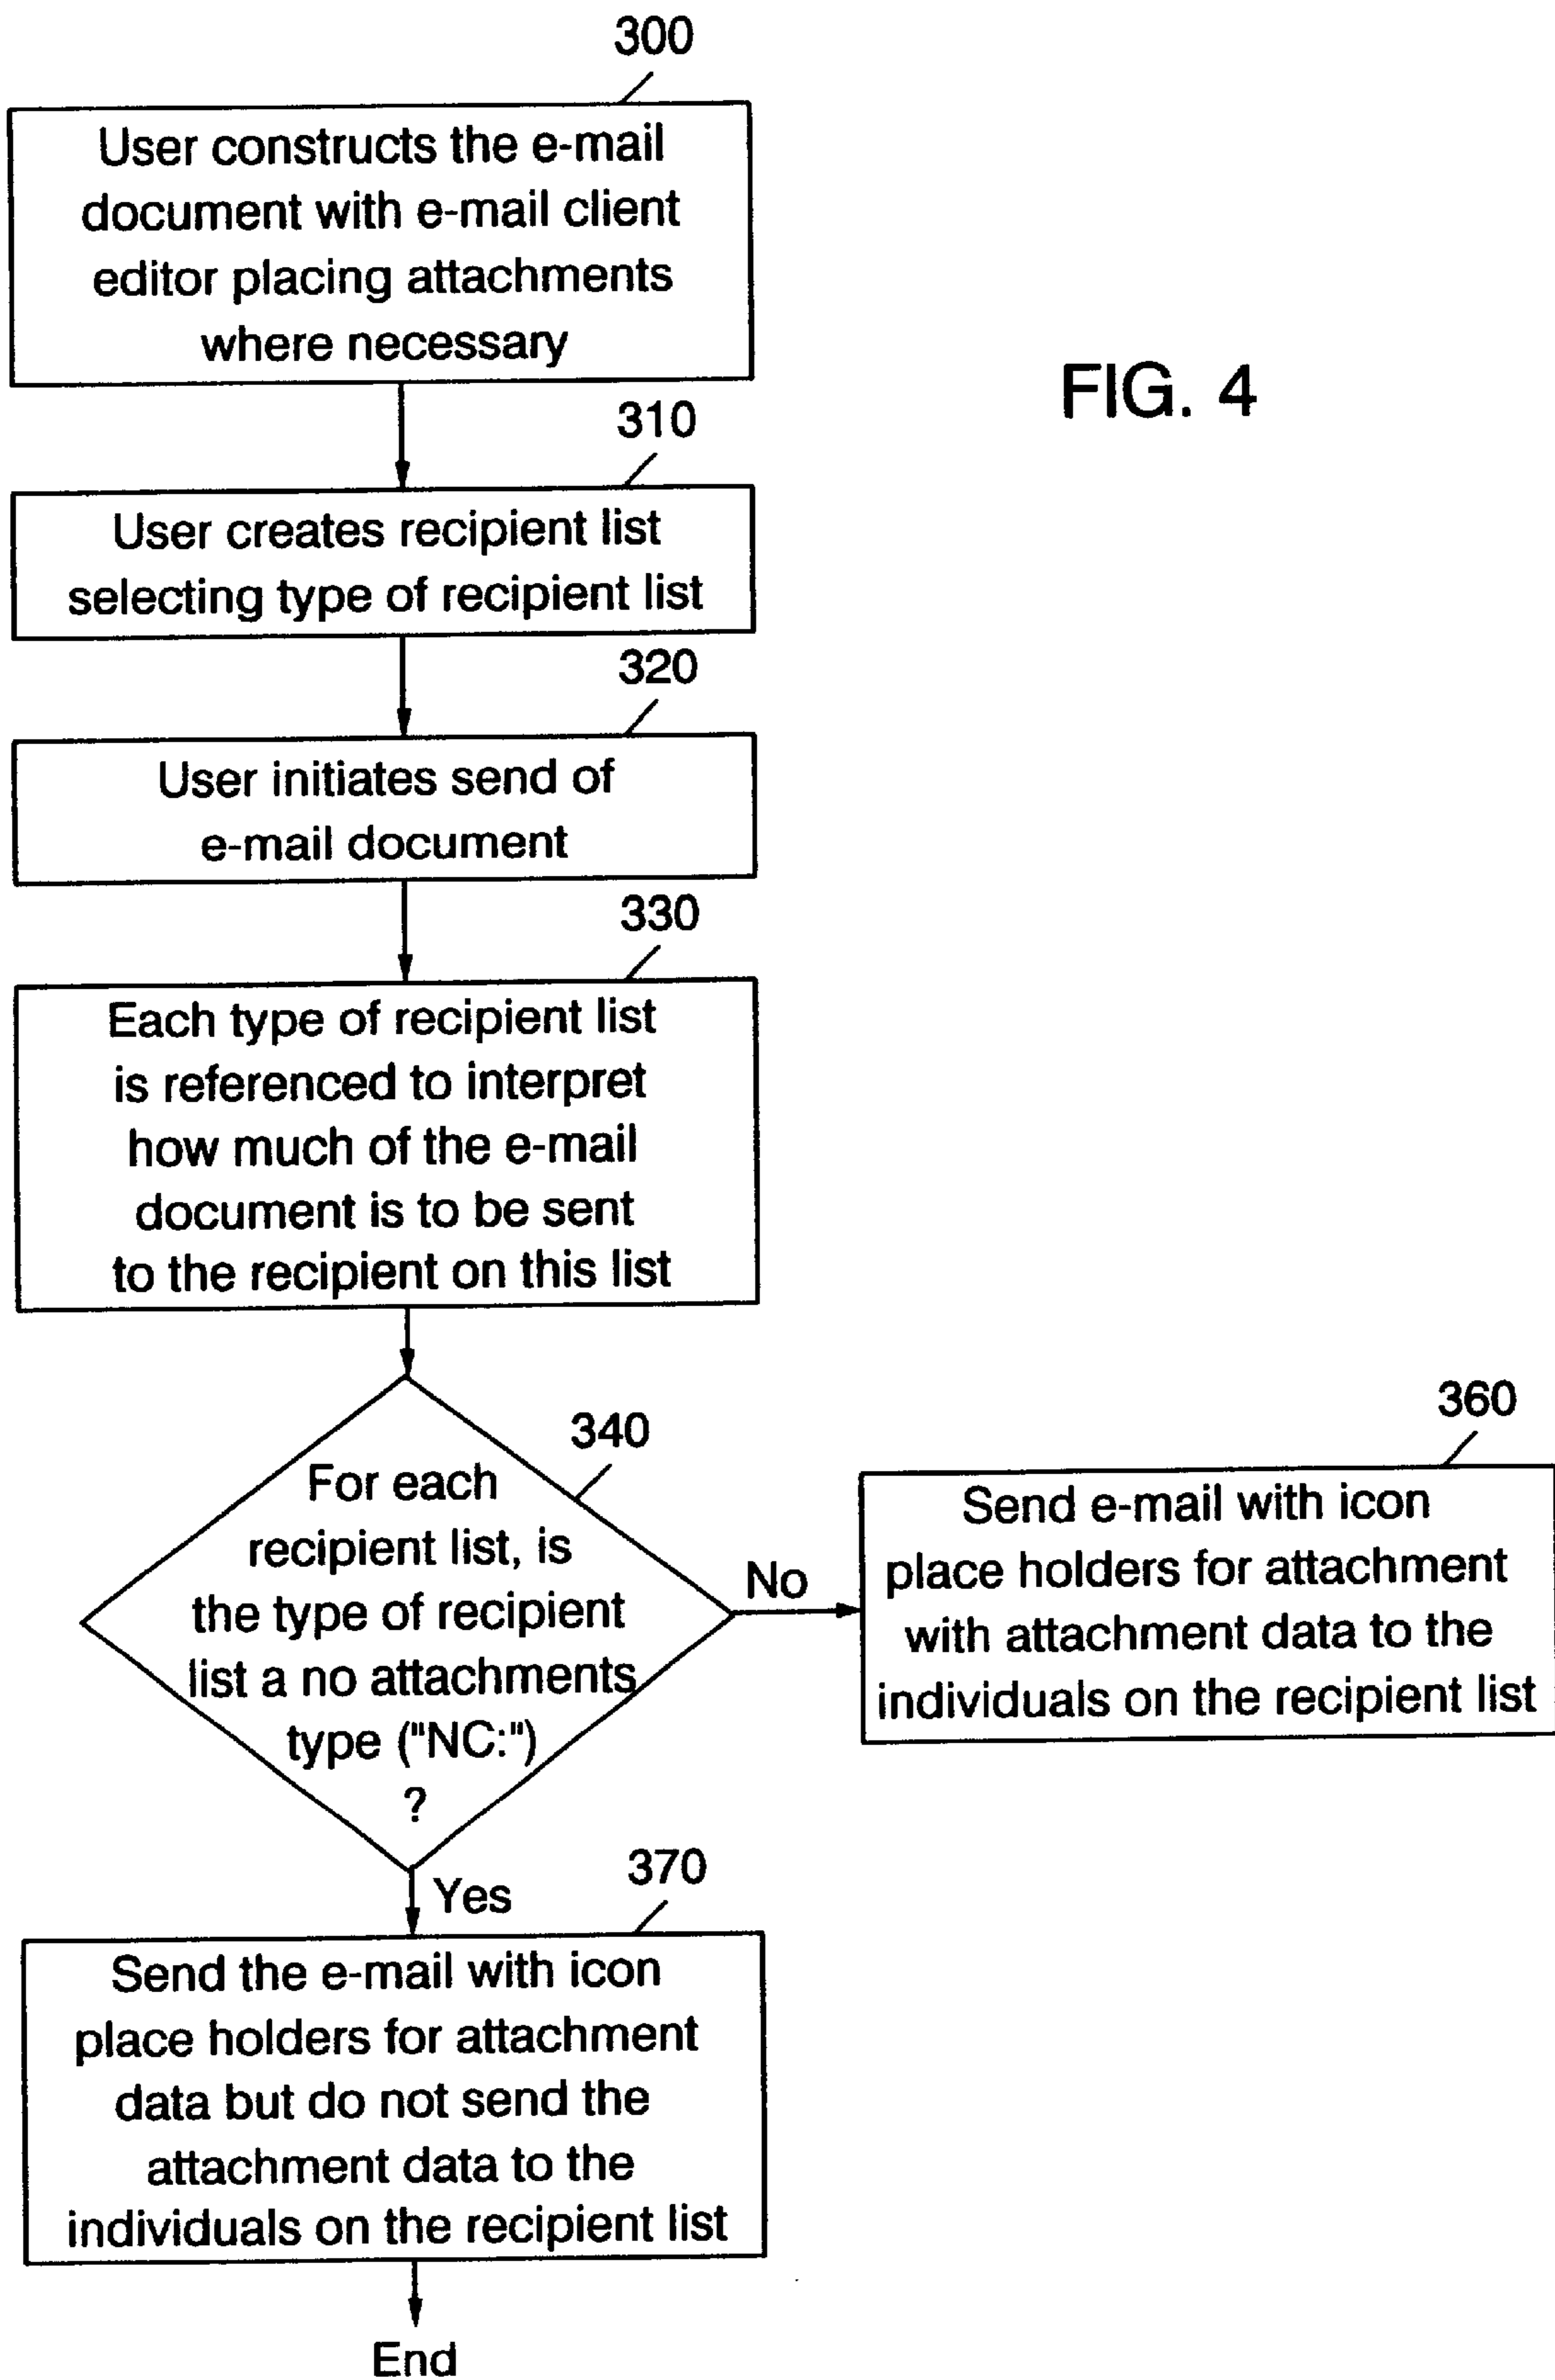 300
User constructs the e-mail
document with e-mail client
editor placing attachments
where necessary
FIG. 4
310
User creates recipient list
selecting type of recipient list
320
User initiates send of
e-mail document
330
Each type of recipient list
is referenced to interpret
how much of the e-mail
document is to be sent
to the recipient on this list
340
For each
recipient list, is
the type of recipient
list a no attachments
type ("NC:")
?
No
360
Send e-mail with icon
place holders for attachment
with attachment data to the
individuals on the recipient list
Yes
370
Send the e-mail with icon
place holders for attachment
data but do not send the
attachment data to the
individuals on the recipient list
End